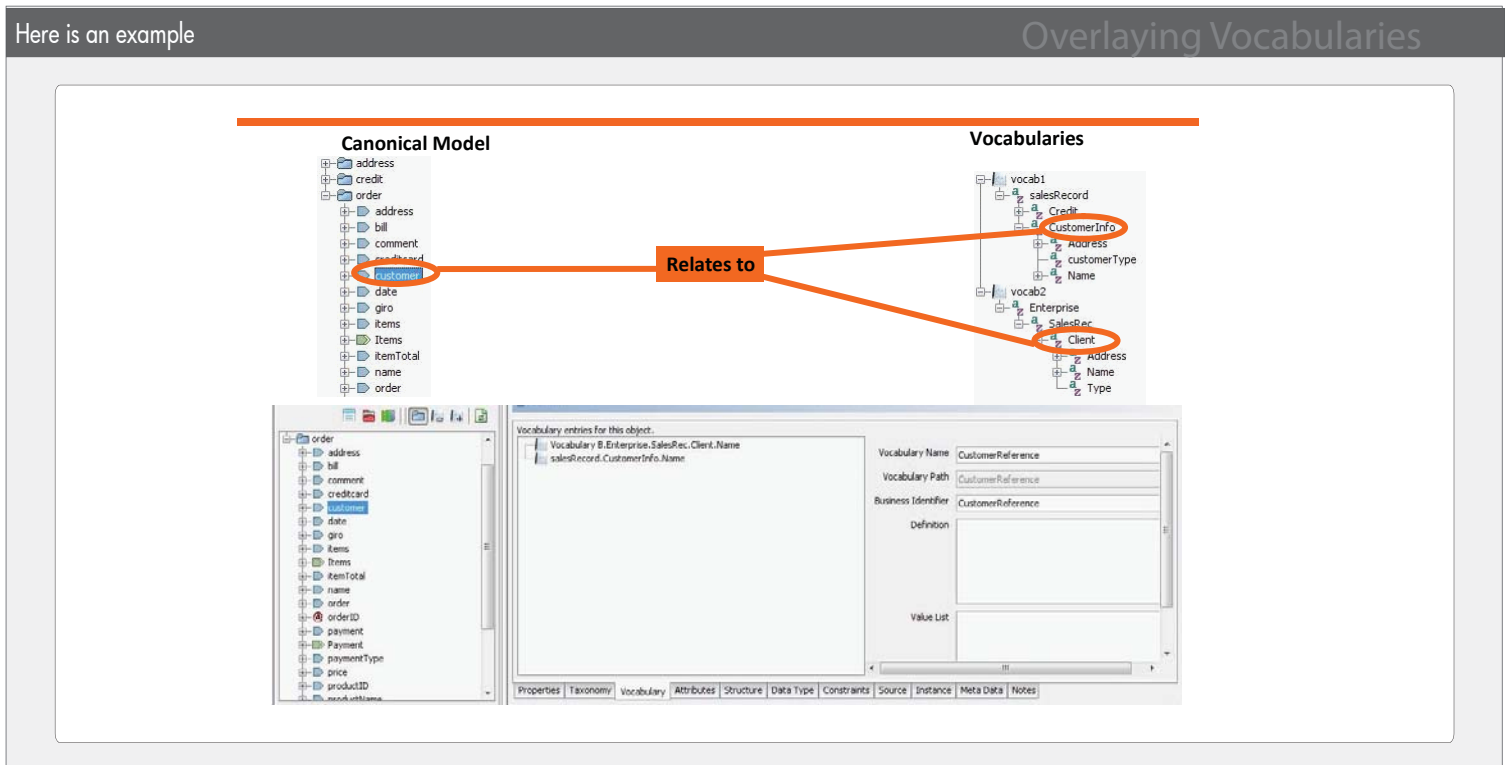 Here is an example
Overlaying Vocabularies
Canonical Model
address
credit
order
address
bill
comment
creditcard
customer
date
giro
items
Items
itemTotal
name
order
Relates to
Vocabularies
vocab1
salesRecord
Credit
CustomerInfo
Address
customerType
Name
vocab2
Enterprise
SalesRec
Client
Address
Name
Type
order
address
bill
comment
creditcard
customer
date
giro
items
Items
itemTotal
name
order
orderID
payment
Payment
paymentType
price
productID
productName
Vocabulary entries for this object.
Vocabulary B.Enterprise.SalesRec.Client.Name
salesRecord.CustomerInfo.Name
Vocabulary Name CustomerReference
Vocabulary Path CustomerReference
Business Identifier CustomerReference
Definition
Value List
Properties Taxonomy Vocabulary Attributes Structure Data Type Constraints Source Instance Meta Data Notes